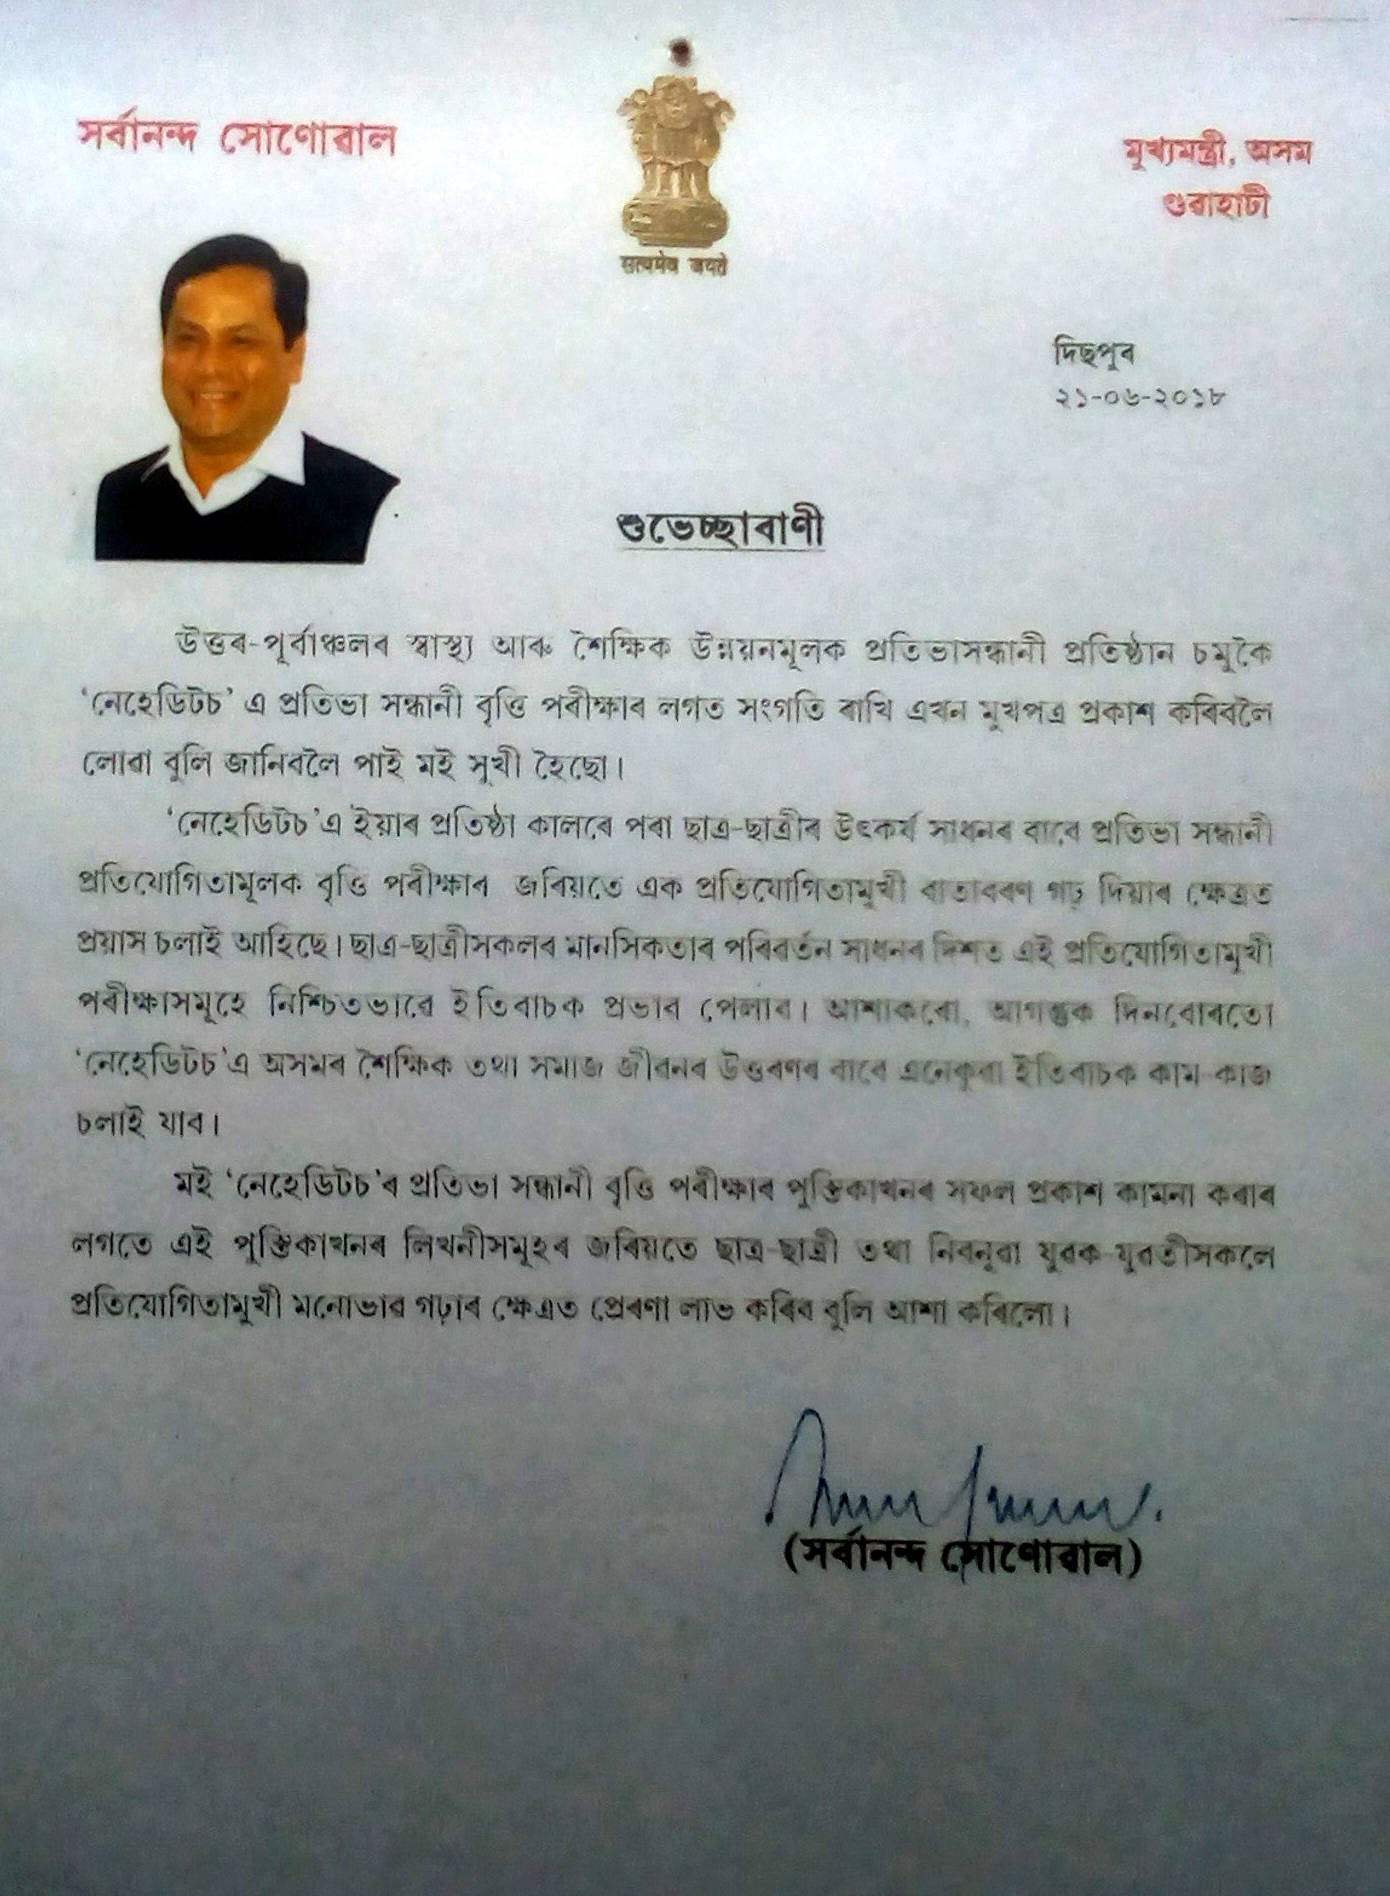 সৰ্বানন্দ সোণোৱাল
सत्यमेव जयते
মুখ্যমন্ত্ৰী, অসম
গুৱাহাটী
দিছপুৰ
২১-০৬-২০১৮
শুভেচ্ছাবাণী
উত্তৰ-পূৰ্বাঞ্চলৰ স্বাস্থ্য আৰু শৈক্ষিক উন্নয়নমূলক প্ৰতিভাসন্ধানী প্ৰতিষ্ঠান চমুকৈ
‘নেহেডিটচ’ এ প্ৰতিভা সন্ধানী বৃত্তি পৰীক্ষাৰ লগত সংগতি ৰাখি এখন মুখপত্ৰ প্ৰকাশ কৰিবলৈ
লোৱা বুলি জানিবলৈ পাই মই সুখী হৈছো।
‘নেহেডিটচ’এ ইয়াৰ প্ৰতিষ্ঠা কালৰে পৰা ছাত্ৰ-ছাত্ৰীৰ উৎকৰ্ষ সাধনৰ বাবে প্ৰতিভা সন্ধানী
প্ৰতিযোগিতামূলক বৃত্তি পৰীক্ষাৰ জৰিয়তে এক প্ৰতিযোগিতামুখী বাতাবৰণ গঢ় দিয়াৰ ক্ষেত্ৰত
প্ৰয়াস চলাই আহিছে। ছাত্ৰ-ছাত্ৰীসকলৰ মানসিকতাৰ পৰিৱৰ্তন সাধনৰ দিশত এই প্ৰতিযোগিতামুখী
পৰীক্ষাসমূহে নিশ্চিতভাৱে ইতিবাচক প্ৰভাৱ পেলাব। আশাকৰো, আগন্তুক দিনবোৰতো
‘নেহেডিটচ’এ অসমৰ শৈক্ষিক তথা সমাজ জীৱনৰ উত্তৰণৰ বাবে এনেকুৱা ইতিবাচক কাম-কাজ
চলাই যাব।
মই ‘নেহেডিটচ’ৰ প্ৰতিভা সন্ধানী বৃত্তি পৰীক্ষাৰ পুস্তিকাখনৰ সফল প্ৰকাশ কামনা কৰাৰ
লগতে এই পুস্তিকাখনৰ লিখনীসমূহৰ জৰিয়তে ছাত্ৰ-ছাত্ৰী তথা নিবনুৱা যুৱক-যুৱতীসকলে
প্ৰতিযোগিতামুখী মনোভাৱ গঢ়াৰ ক্ষেত্ৰত প্ৰেৰণা লাভ কৰিব বুলি আশা কৰিলো।
(সৰ্বানন্দ সোণোৱাল)